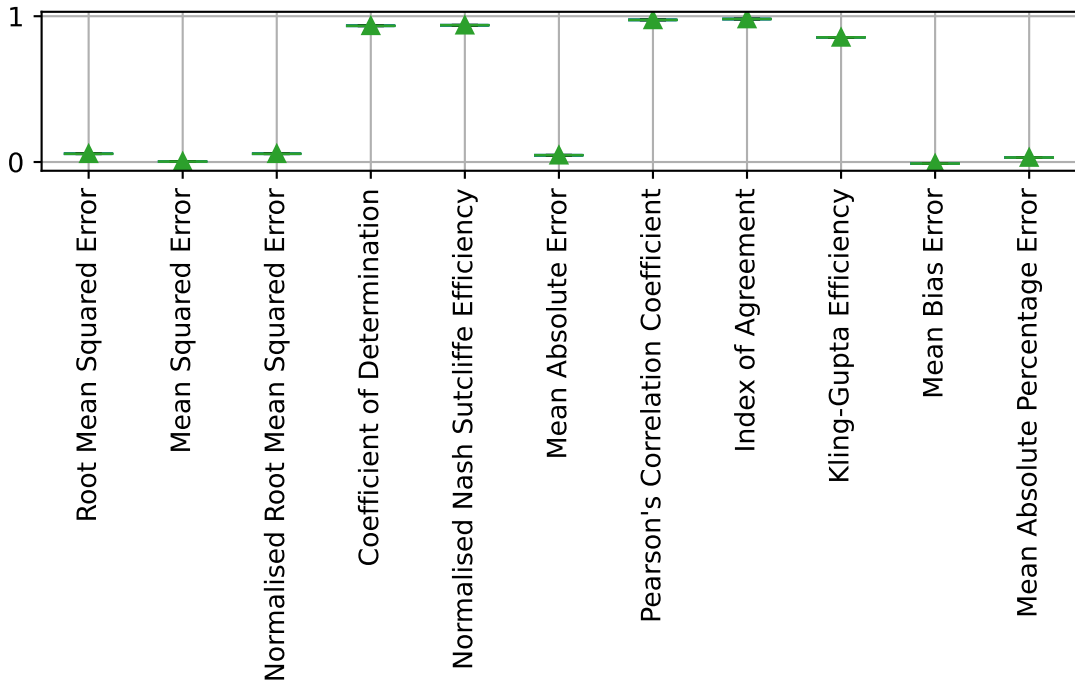 1
0
Root Mean Squared Error
Mean Squared Error
Normalised Root Mean Squared Error
Coefficient of Determination
Normalised Nash Sutcliffe Efficiency
Mean Absolute Error
Pearson's Correlation Coefficient
Index of Agreement
Kling-Gupta Efficiency
Mean Bias Error
Mean Absolute Percentage Error